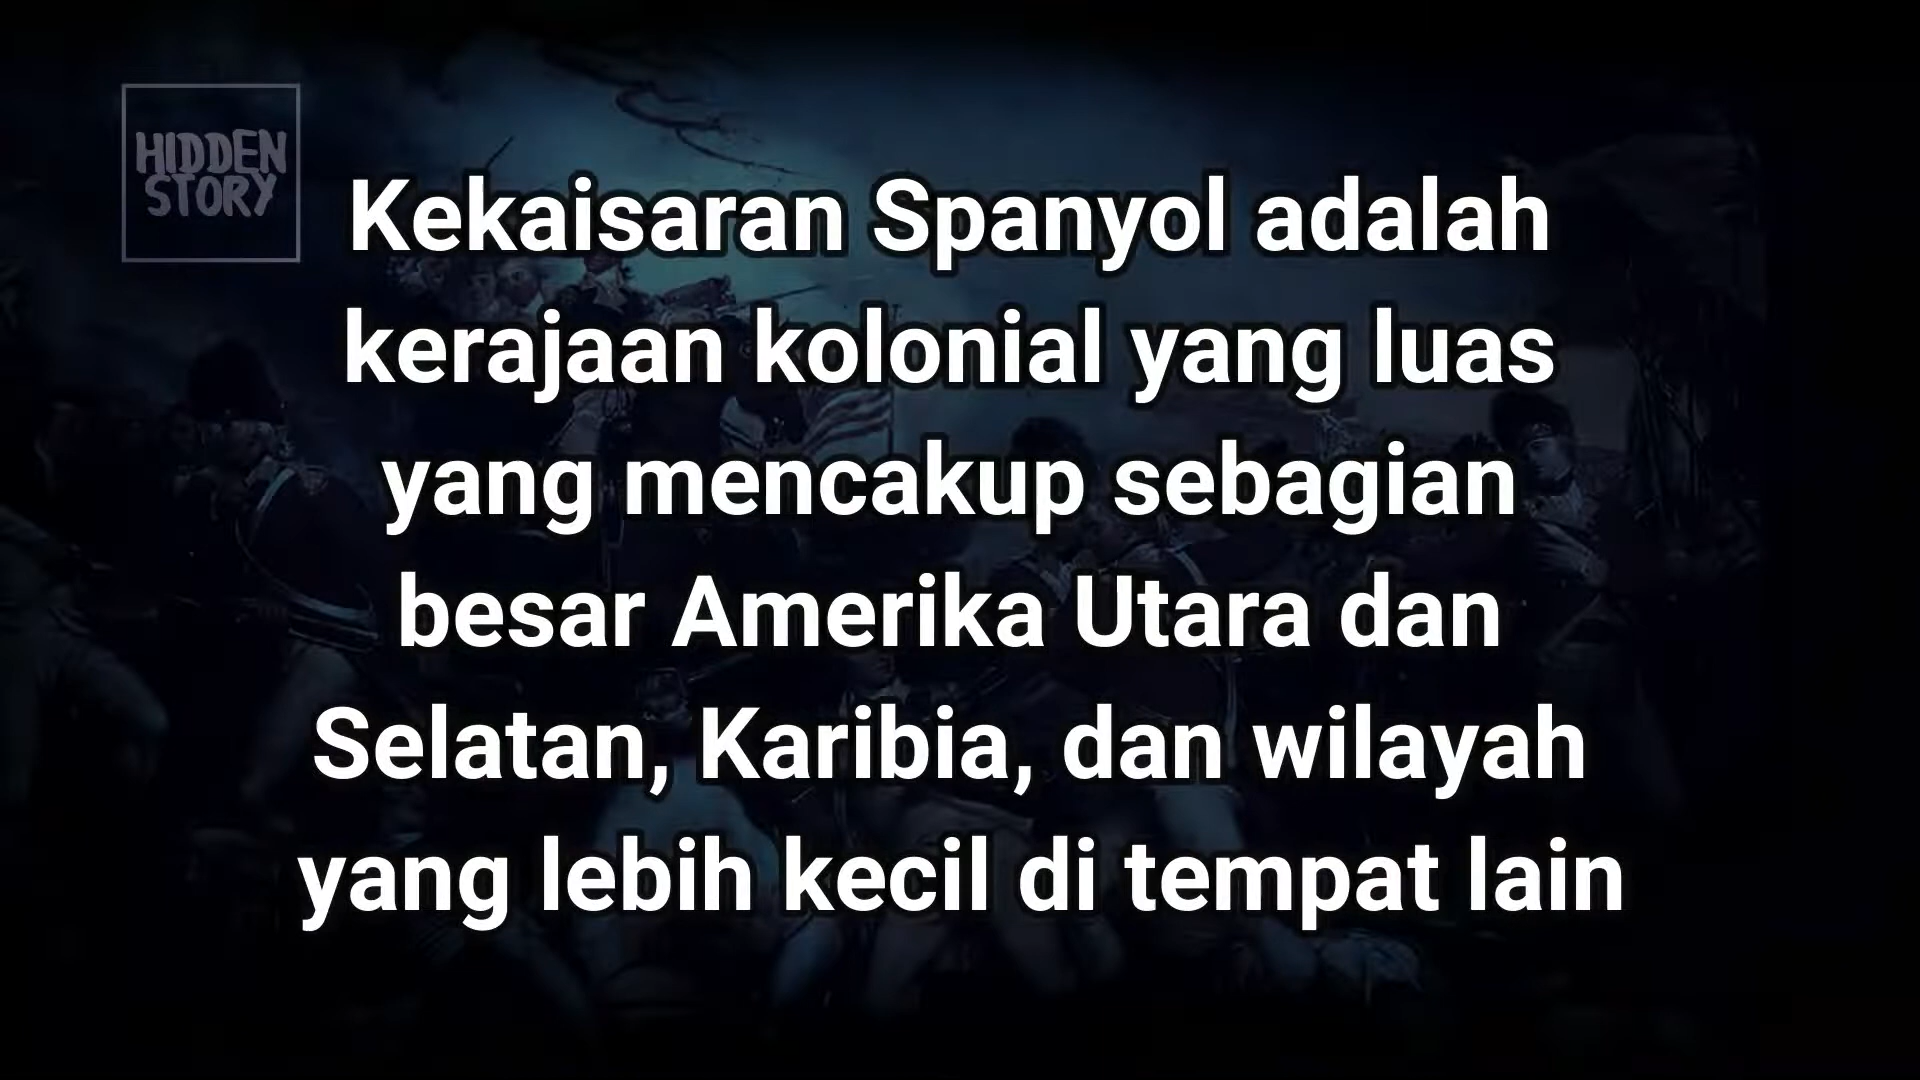 HIDDEN
STORY
Kekaisaran Spanyol adalah
kerajaan kolonial yang luas
yang mencakup sebagian
besar Amerika Utara dan
Selatan, Karibia, dan wilayah
yang lebih kecil di tempat lain